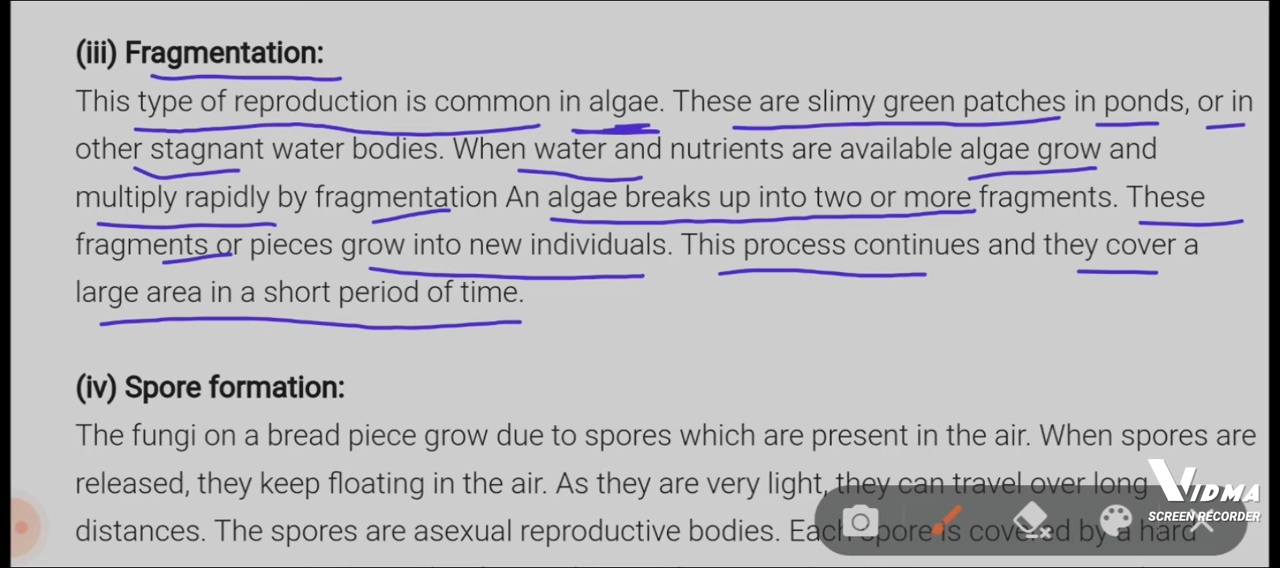 (iii) Fragmentation:
This type of reproduction is common in algae. These are slimy green patches in ponds, or in
other stagnant water bodies. When water and nutrients are available algae grow and
multiply rapidly by fragmentation An algae breaks up into two or more fragments. These
fragments or pieces grow into new individuals. This process continues and they cover a
large area in a short period of time.
(iv) Spore formation:
The fungi on a bread piece grow due to spores which are present in the air. When spores are
released, they keep floating in the air. As they are very light, they can travel over long
distances. The spores are asexual reproductive bodies. Each spore is covered by a hard
VIDMA
SCREEN RECORDER